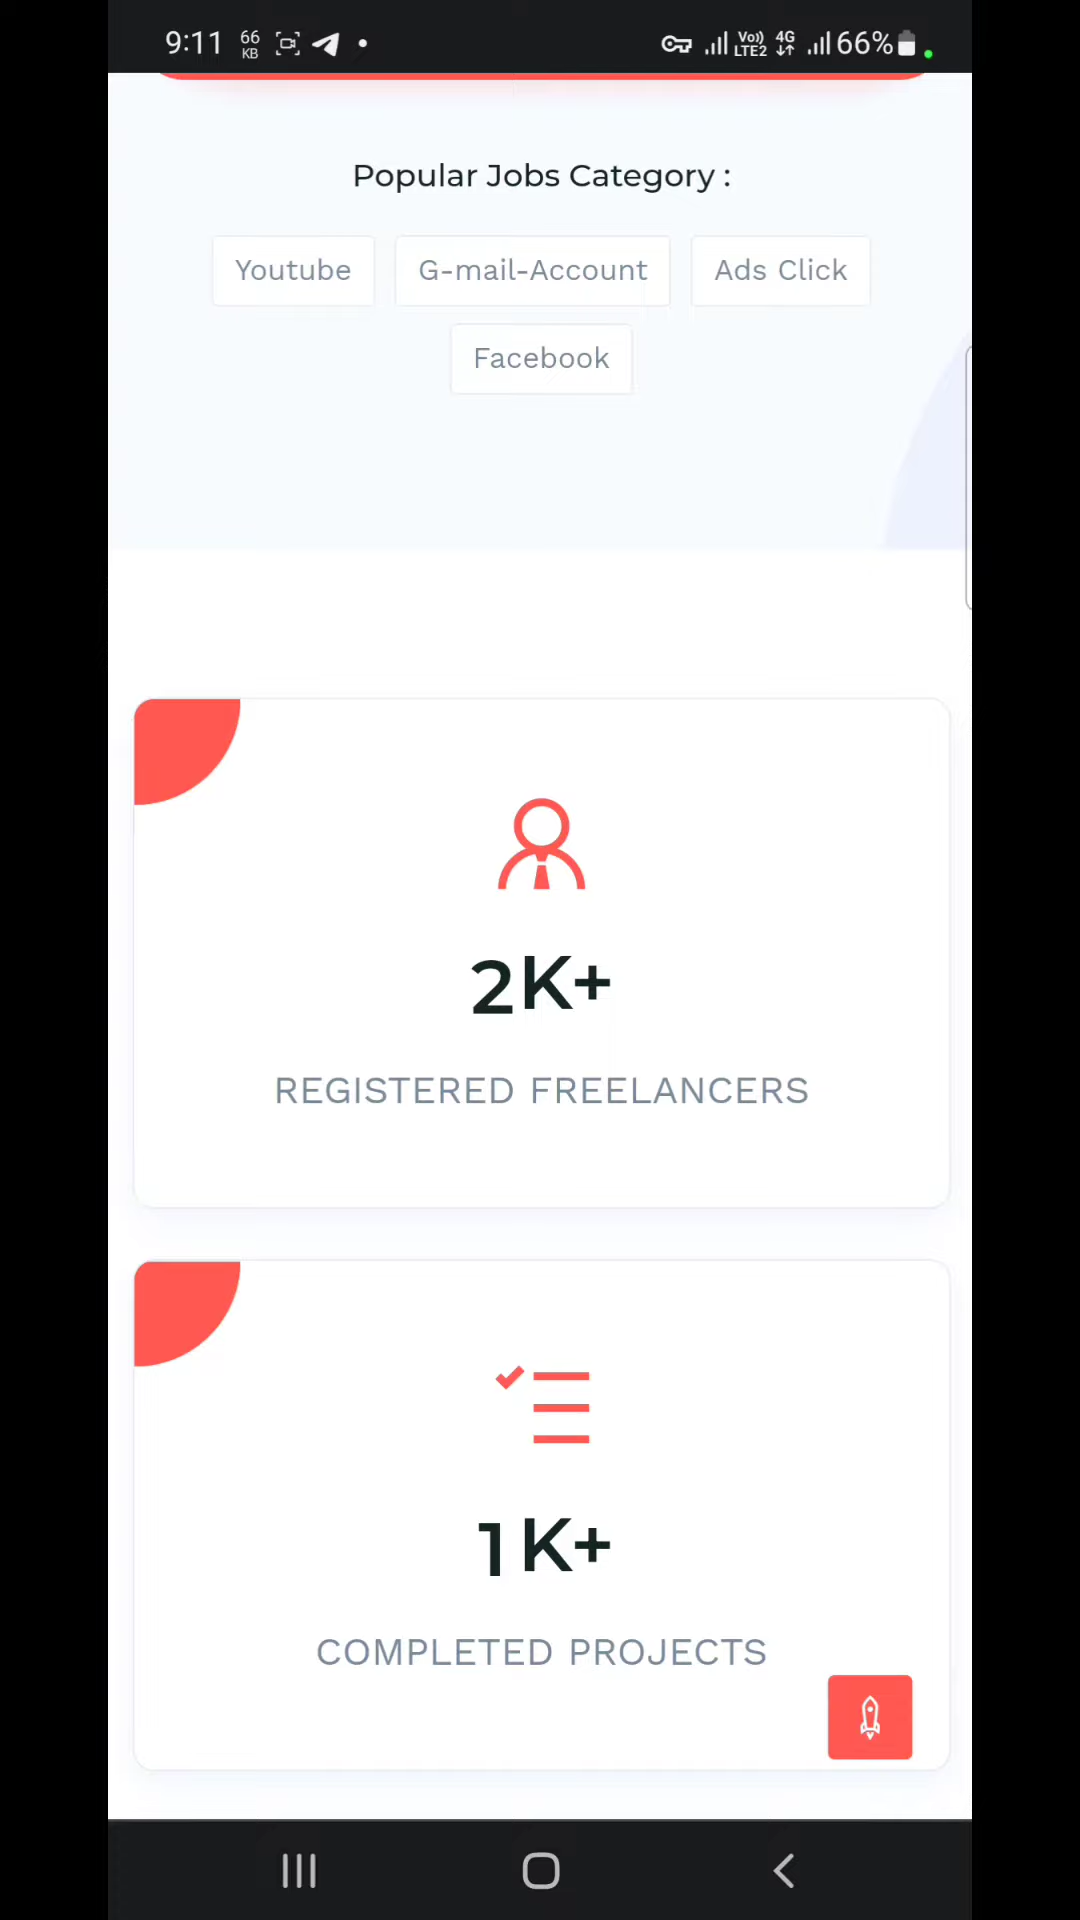 9:11 66 KB Vo)) LTE2 4G 66%
Popular Jobs Category :
Youtube G-mail-Account Ads Click
Facebook
2K+
REGISTERED FREELANCERS
1K+
COMPLETED PROJECTS